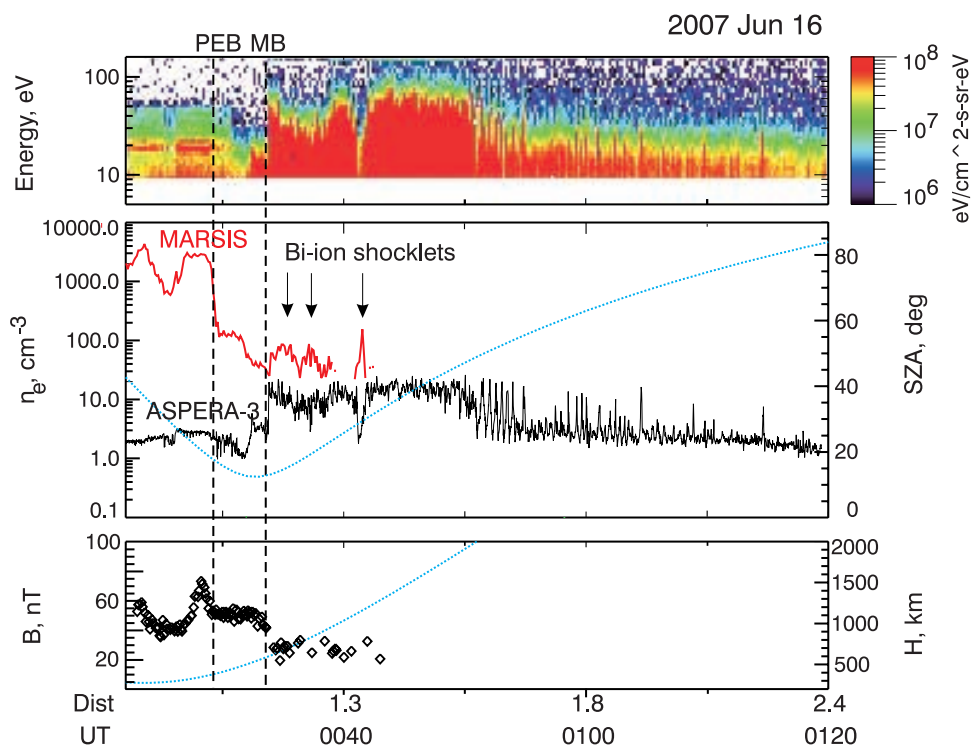 2007 Jun 16
PEB MB
Energy, eV
100
10
10^8
10^7
10^6
eV/cm^2-s-sr-eV
MARSIS
Bi-ion shocklets
ASPERA-3
n_e, cm-3
10000.0
1000.0
100.0
10.0
1.0
0.1
80
60
40
20
0
SZA, deg
B, nT
100
60
20
2000
1500
1000
500
H, km
Dist 1.3 1.8 2.4
UT 0040 0100 0120